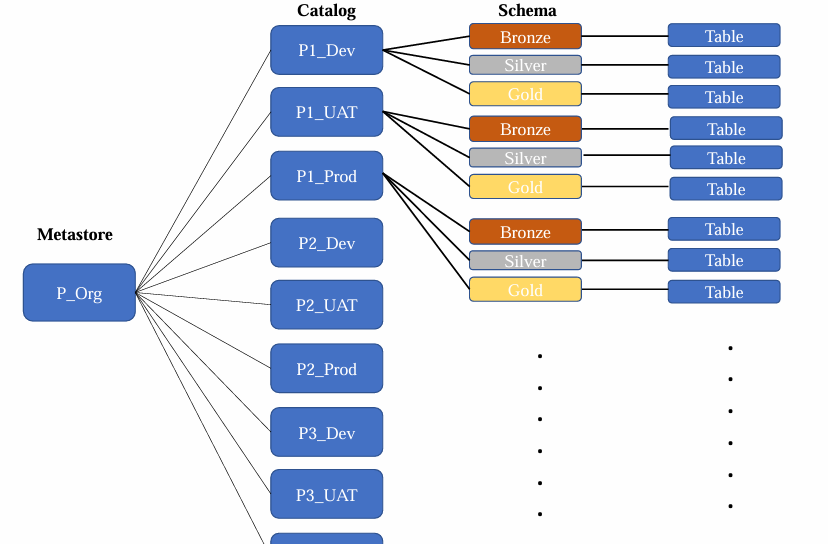 Catalog
Schema
P1_Dev
Bronze
Table
Silver
Table
Gold
Table
P1_UAT
Bronze
Table
Silver
Table
Gold
Table
P1_Prod
Bronze
Table
Silver
Table
Gold
Table
Metastore
P_Org
P2_Dev
P2_UAT
P2_Prod
P3_Dev
P3_UAT